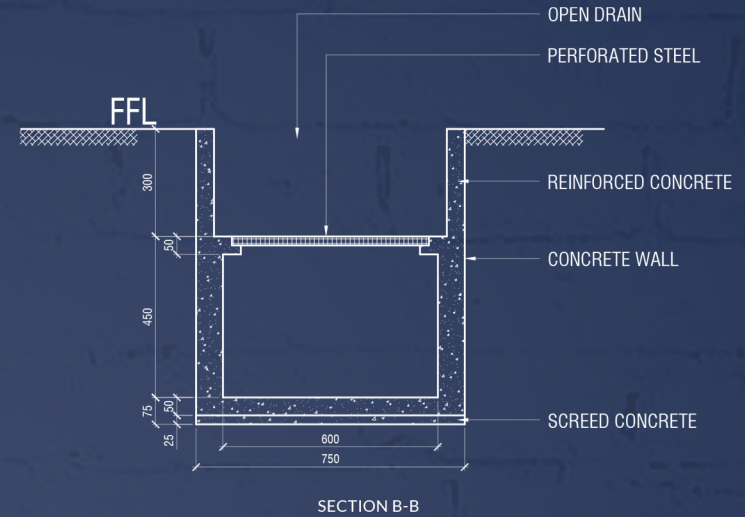 OPEN DRAIN
PERFORATED STEEL
FFL
300
REINFORCED CONCRETE
50
CONCRETE WALL
450
50
75
SCREED CONCRETE
25
600
750
SECTION B-B